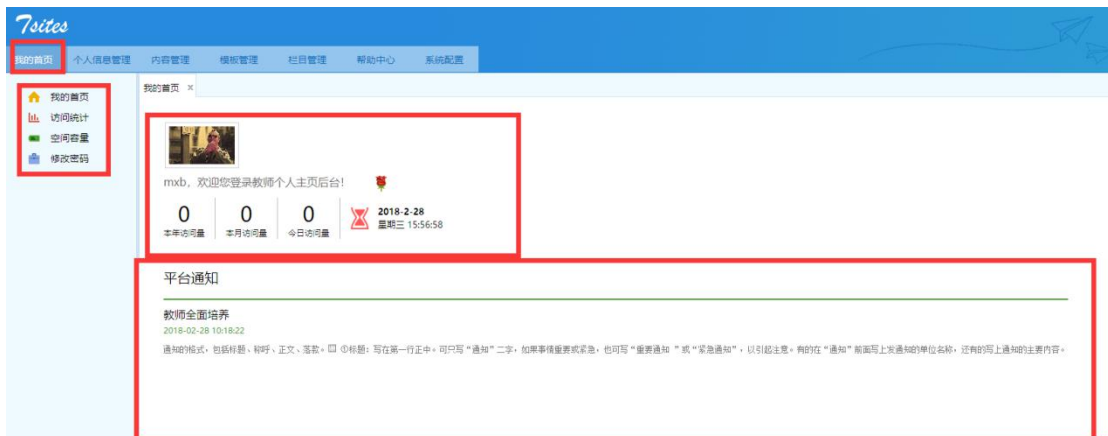 Tsites
我的首页 个人信息管理 内容管理 模板管理 栏目管理 帮助中心 系统配置
我的首页 ×
我的首页
访问统计
空间容量
修改密码
mxb，欢迎您登录教师个人主页后台！
0 0 0
本年访问量 本月访问量 今日访问量
2018-2-28
星期三 15:56:58
平台通知
教师全面培养
2018-02-28 10:18:22
通知的格式，包括标题、称呼、正文、落款。 ①标题：写在第一行正中。可只写“通知”二字，如果事情重要或紧急，也可写“重要通知 ”或“紧急通知”，以引起注意。有的在“通知”前面写上发通知的单位名称，还有的写上通知的主要内容。